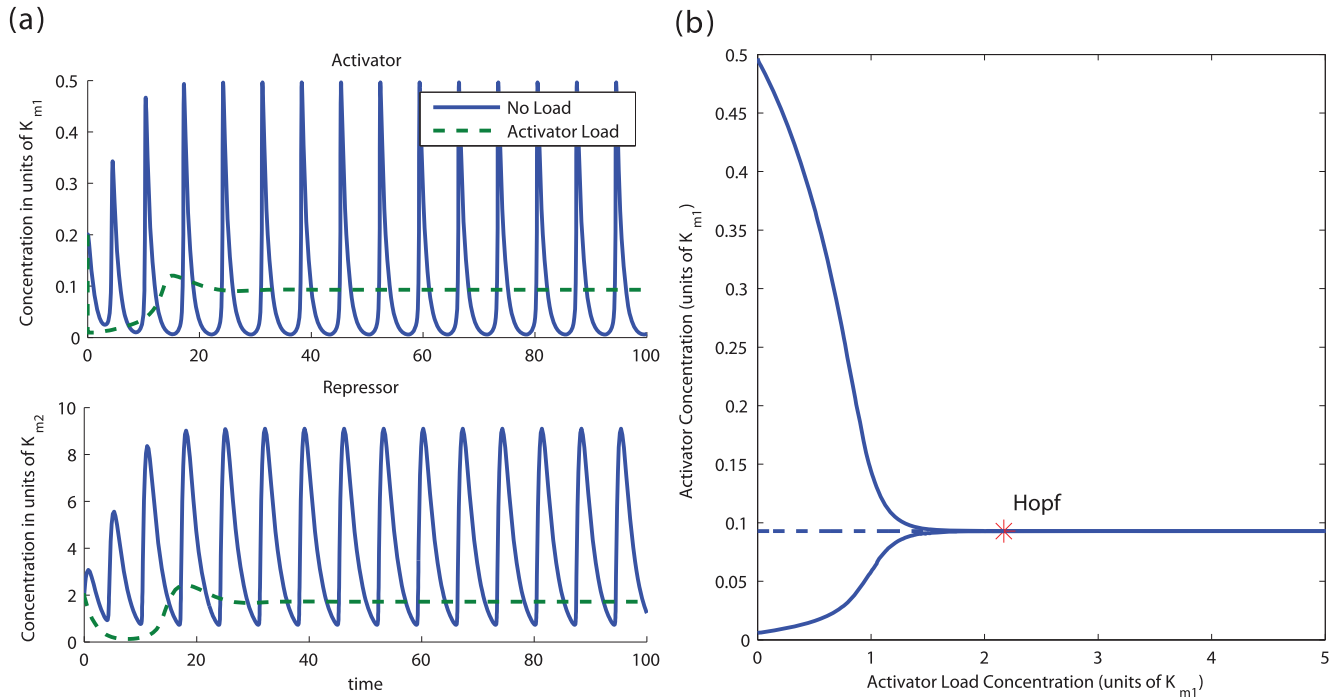 (a)
Activator
Concentration in units of K m1
0.5
0.4
0.3
0.2
0.1
0
0 20 40 60 80 100
No Load
Activator Load
Repressor
Concentration in units of K m2
10
8
6
4
2
0
0 20 40 60 80 100
time
(b)
Activator Concentration (units of K m1)
0.5
0.45
0.4
0.35
0.3
0.25
0.2
0.15
0.1
0.05
0
Hopf
0 1 2 3 4 5
Activator Load Concentration (units of K m1)